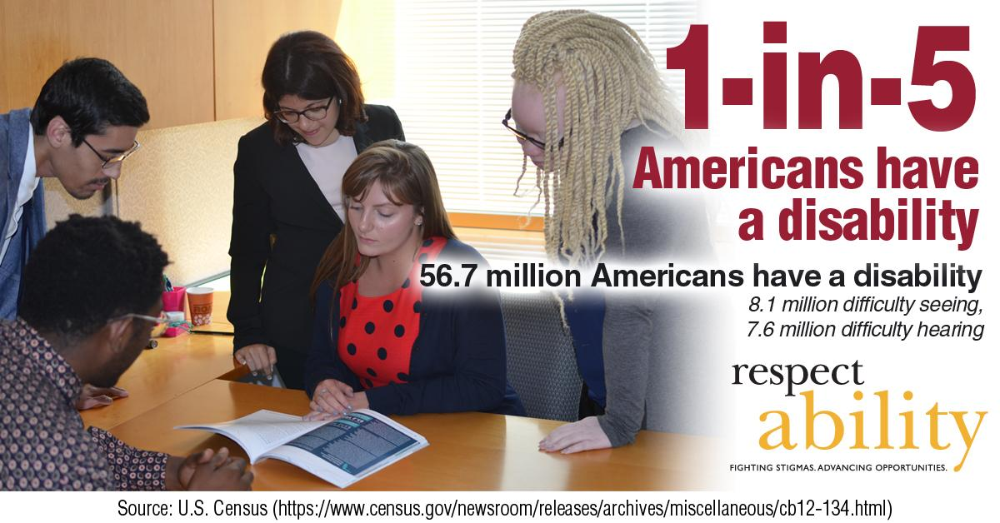 1-in-5
Americans have
a disability
56.7 million Americans have a disability
8.1 million difficulty seeing,
7.6 million difficulty hearing
respect
ability
FIGHTING STIGMAS. ADVANCING OPPORTUNITIES.
Source: U.S. Census (https://www.census.gov/newsroom/releases/archives/miscellaneous/cb12-134.html)